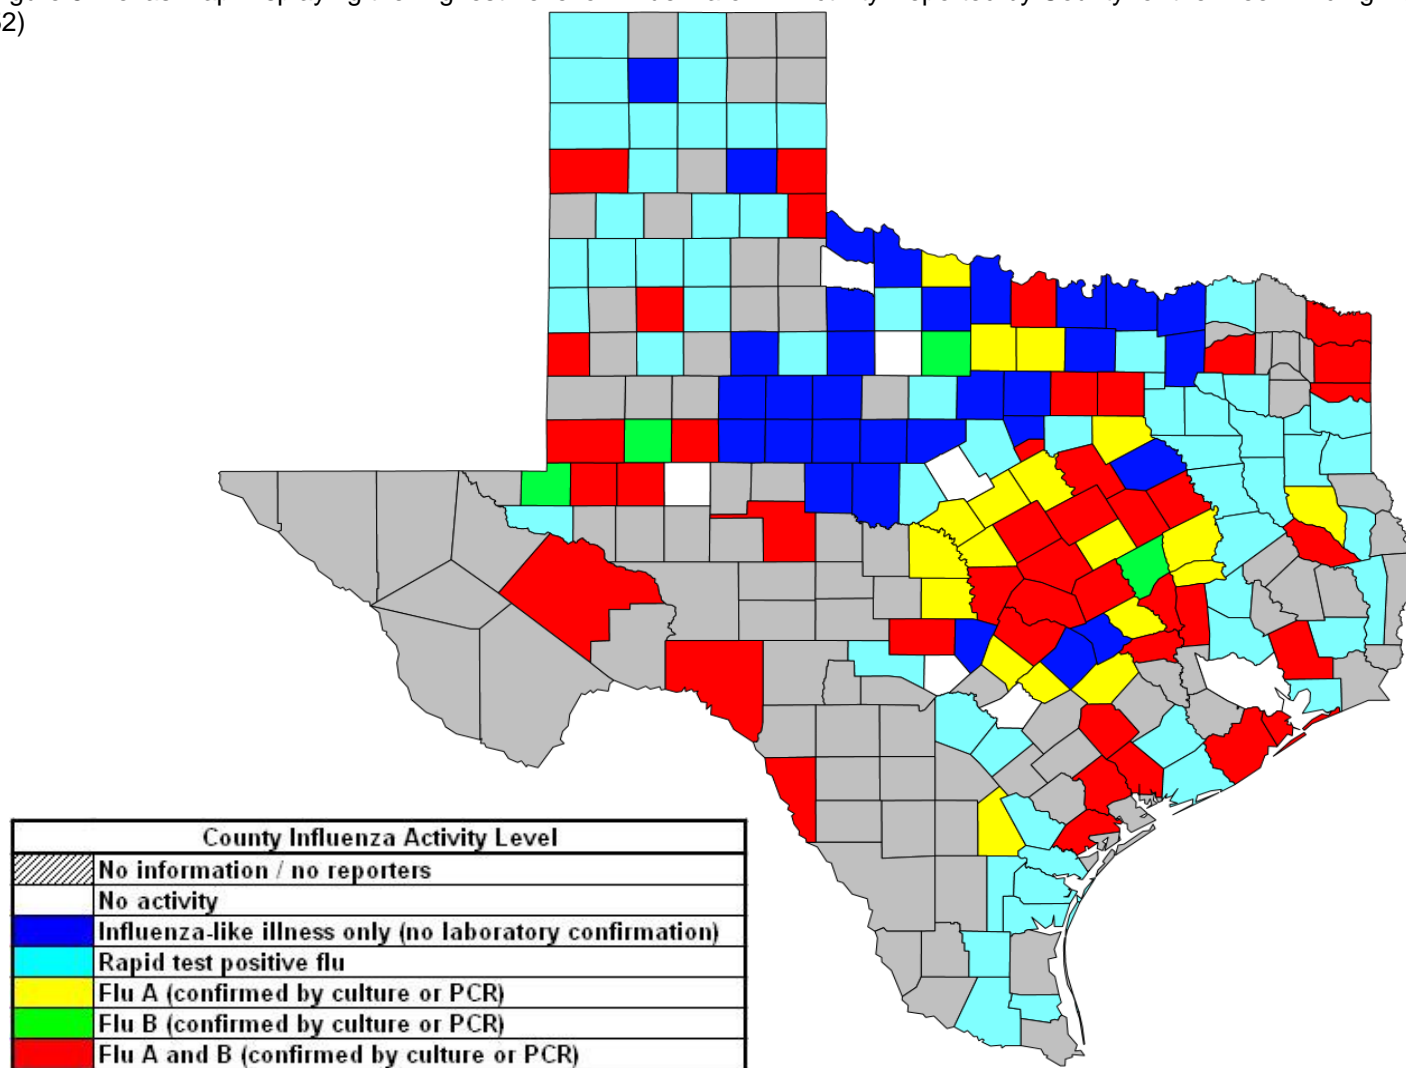 52)
County Influenza Activity Level
No information / no reporters
No activity
Influenza-like illness only (no laboratory confirmation)
Rapid test positive flu
Flu A (confirmed by culture or PCR)
Flu B (confirmed by culture or PCR)
Flu A and B (confirmed by culture or PCR)